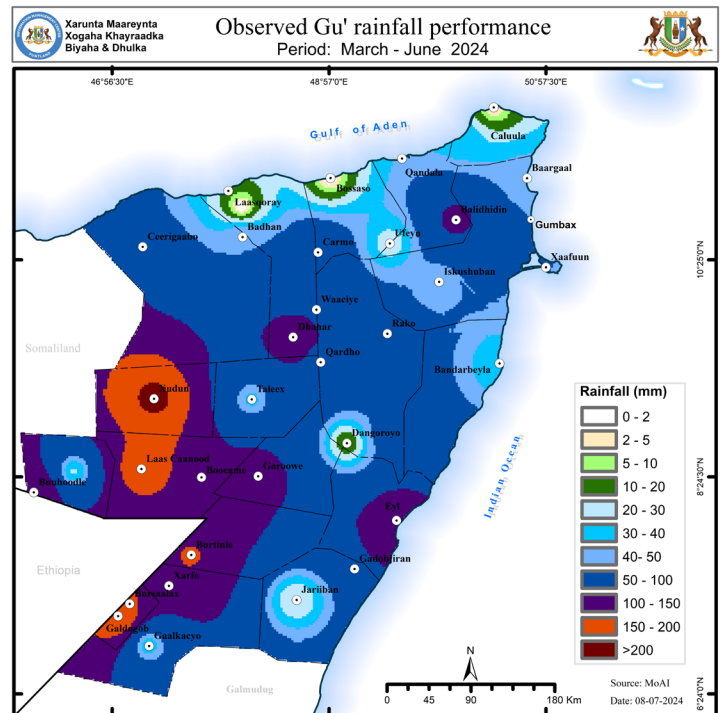 Xarunta Maareynta
Xogaha Khayraadka
Biyaha & Dhulka
Observed Gu' rainfall performance
Period: March - June 2024
46°56'30"E
48°57'0"E
50°57'30"E
Gulf of Aden
Caluula
Qandala
Baargaal
Bossaso
Laasqoray
Balidhidin
Gumbax
Badhan
Ufeyn
Ceerigaabo
Carmo
Xaafuun
10°25'0"N
Iskushuban
Waaciye
Dhahar
Rako
Somaliland
Qardho
Bandarbeyla
Xudun
Taleex
Rainfall (mm)
0 - 2
2 - 5
5 - 10
10 - 20
20 - 30
30 - 40
40- 50
50 - 100
100 - 150
150 - 200
>200
Dangoroyo
Indian Ocean
Laas Caanood
Boocame
Garoowe
Buuhoodle
8°24'30"N
Eyl
Burtinle
Ethiopia
Gadobjiran
Xarfo
Bursaalax
Jariiban
Galdogob
Gaalkacyo
Galmudug
N
0 45 90 180 Km
Source: MoAI
Date: 08-07-2024
6°24'0"N